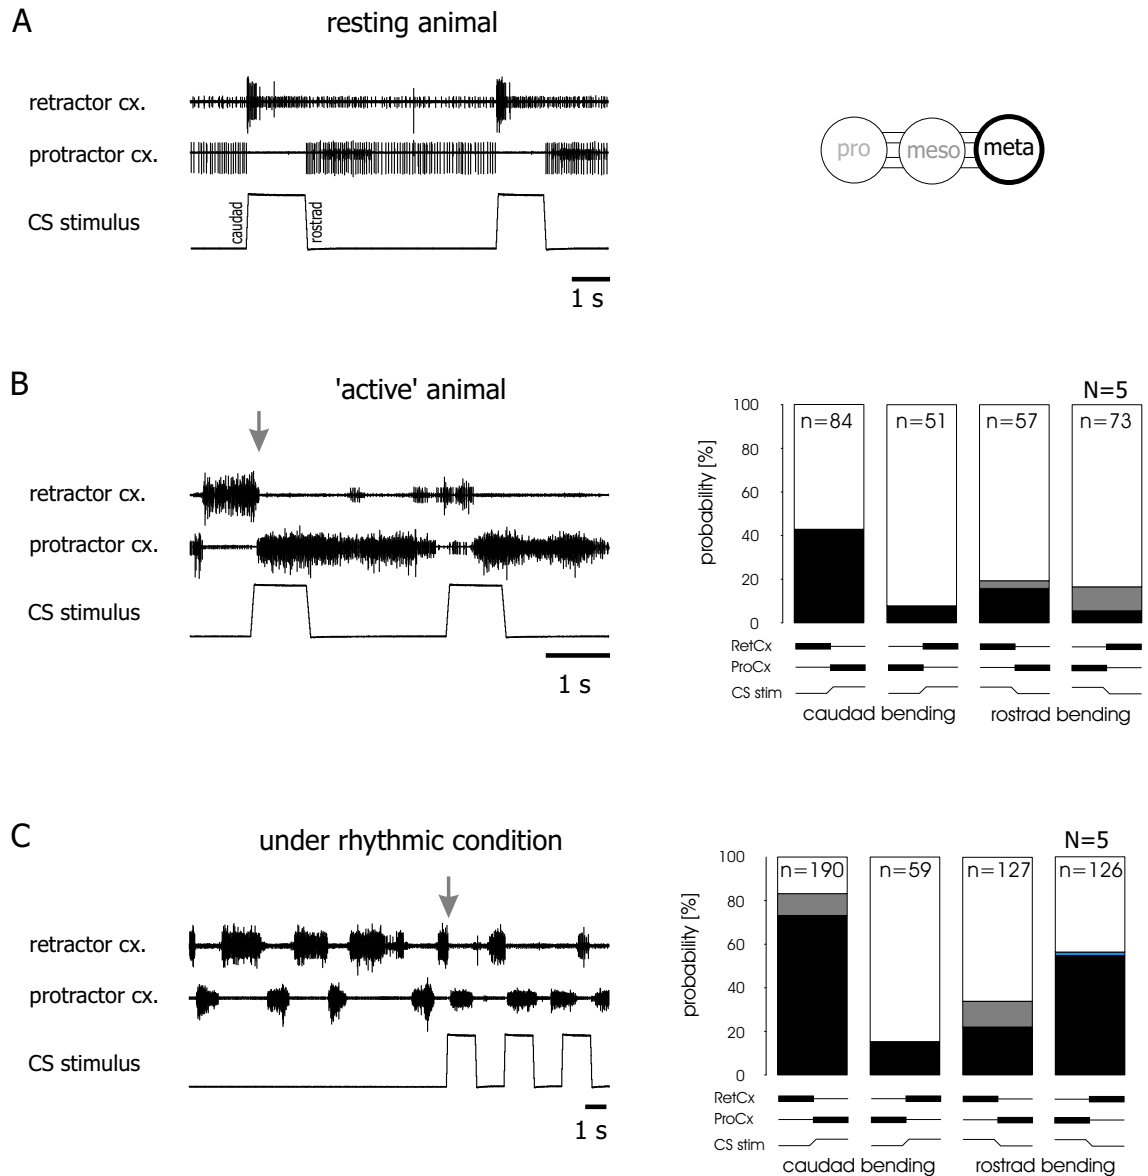 A
resting animal
retractor cx.
protractor cx.
CS stimulus
caudad
rostrad
1 s
pro
meso
meta
B
'active' animal
retractor cx.
protractor cx.
CS stimulus
1 s
N=5
probability [%]
100
80
60
40
20
0
n=84
n=51
n=57
n=73
RetCx
ProCx
CS stim
caudad bending
rostrad bending
C
under rhythmic condition
retractor cx.
protractor cx.
CS stimulus
1 s
N=5
probability [%]
100
80
60
40
20
0
n=190
n=59
n=127
n=126
RetCx
ProCx
CS stim
caudad bending
rostrad bending